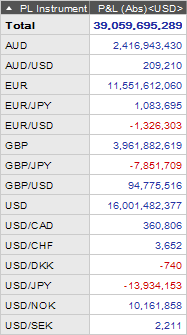 ▲ PL Instrument P&L (Abs)<USD>
Total 39,059,695,289
AUD 2,416,943,430
AUD/USD 209,210
EUR 11,551,612,060
EUR/JPY 1,083,695
EUR/USD -1,326,303
GBP 3,961,882,619
GBP/JPY -7,851,709
GBP/USD 94,775,516
USD 16,001,482,377
USD/CAD 360,806
USD/CHF 3,652
USD/DKK -740
USD/JPY -13,934,153
USD/NOK 10,161,858
USD/SEK 2,211